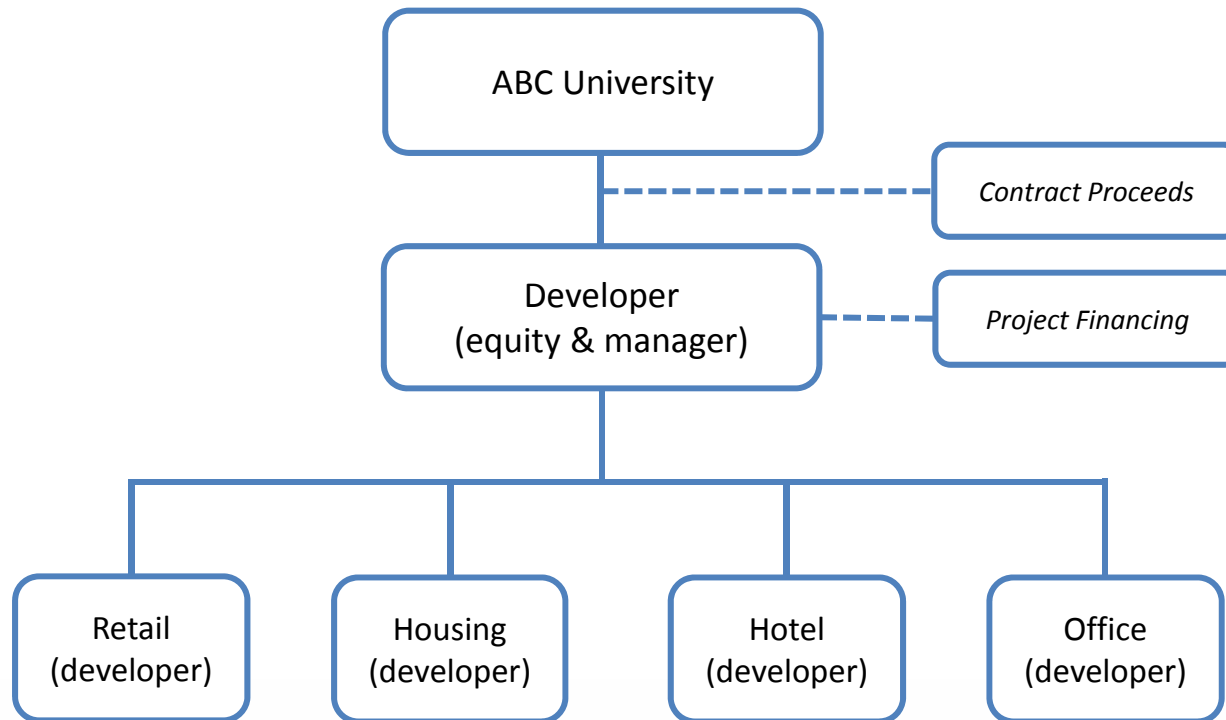 ABC University
Contract Proceeds
Developer
(equity & manager)
Project Financing
Retail
(developer)
Housing
(developer)
Hotel
(developer)
Office
(developer)